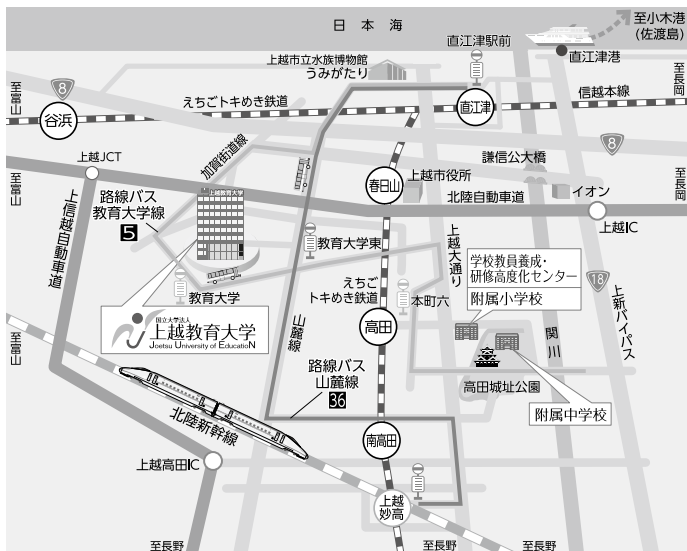 日本海
至小木港
(佐渡島)
直江津駅前
直江津港
上越市立水族博物館
うみがたり
至富山
8
至長岡
えちごトキめき鉄道
信越本線
谷浜
直江津
至富山
加賀街道線
8
至長岡
上越JCT
謙信公大橋
春日山
上越市役所
イオン
至富山
路線バス
教育大学線
5
上越教育大学
北陸自動車道
至長岡
上越IC
上信越自動車道
教育大学東
上越大通り
学校教員養成・
研修高度化センター
附属小学校
18
上新バイパス
教育大学
えちご
トキめき鉄道
本町六
国立大学法人
上越教育大学
Joetsu University of EducatioN
山麓線
高田
関川
至富山
路線バス
山麓線
36
高田城址公園
附属中学校
北陸新幹線
南高田
上越高田IC
上越
妙高
至長野
至長野
至長野